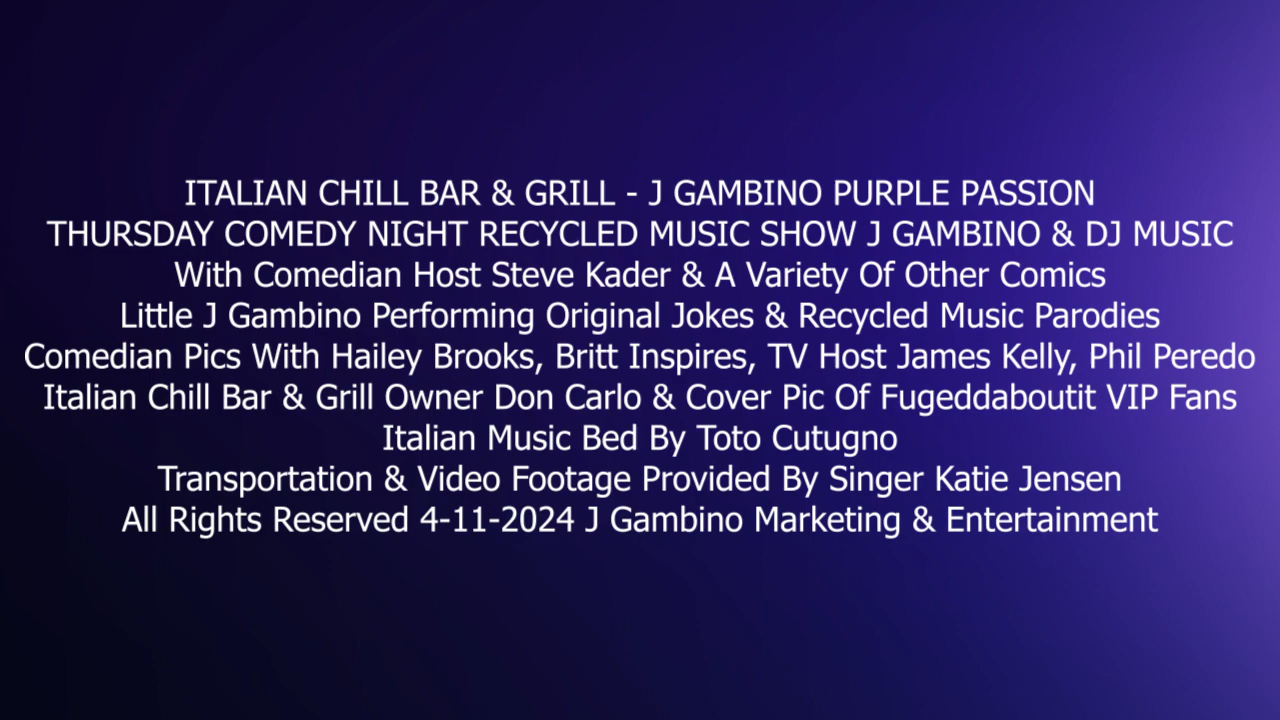 ITALIAN CHILL BAR & GRILL - J GAMBINO PURPLE PASSION
THURSDAY COMEDY NIGHT RECYCLED MUSIC SHOW J GAMBINO & DJ MUSIC
With Comedian Host Steve Kader & A Variety Of Other Comics
Little J Gambino Performing Original Jokes & Recycled Music Parodies
Comedian Pics With Hailey Brooks, Britt Inspires, TV Host James Kelly, Phil Peredo
Italian Chill Bar & Grill Owner Don Carlo & Cover Pic Of Fugeddaboutit VIP Fans
Italian Music Bed By Toto Cutugno
Transportation & Video Footage Provided By Singer Katie Jensen
All Rights Reserved 4-11-2024 J Gambino Marketing & Entertainment